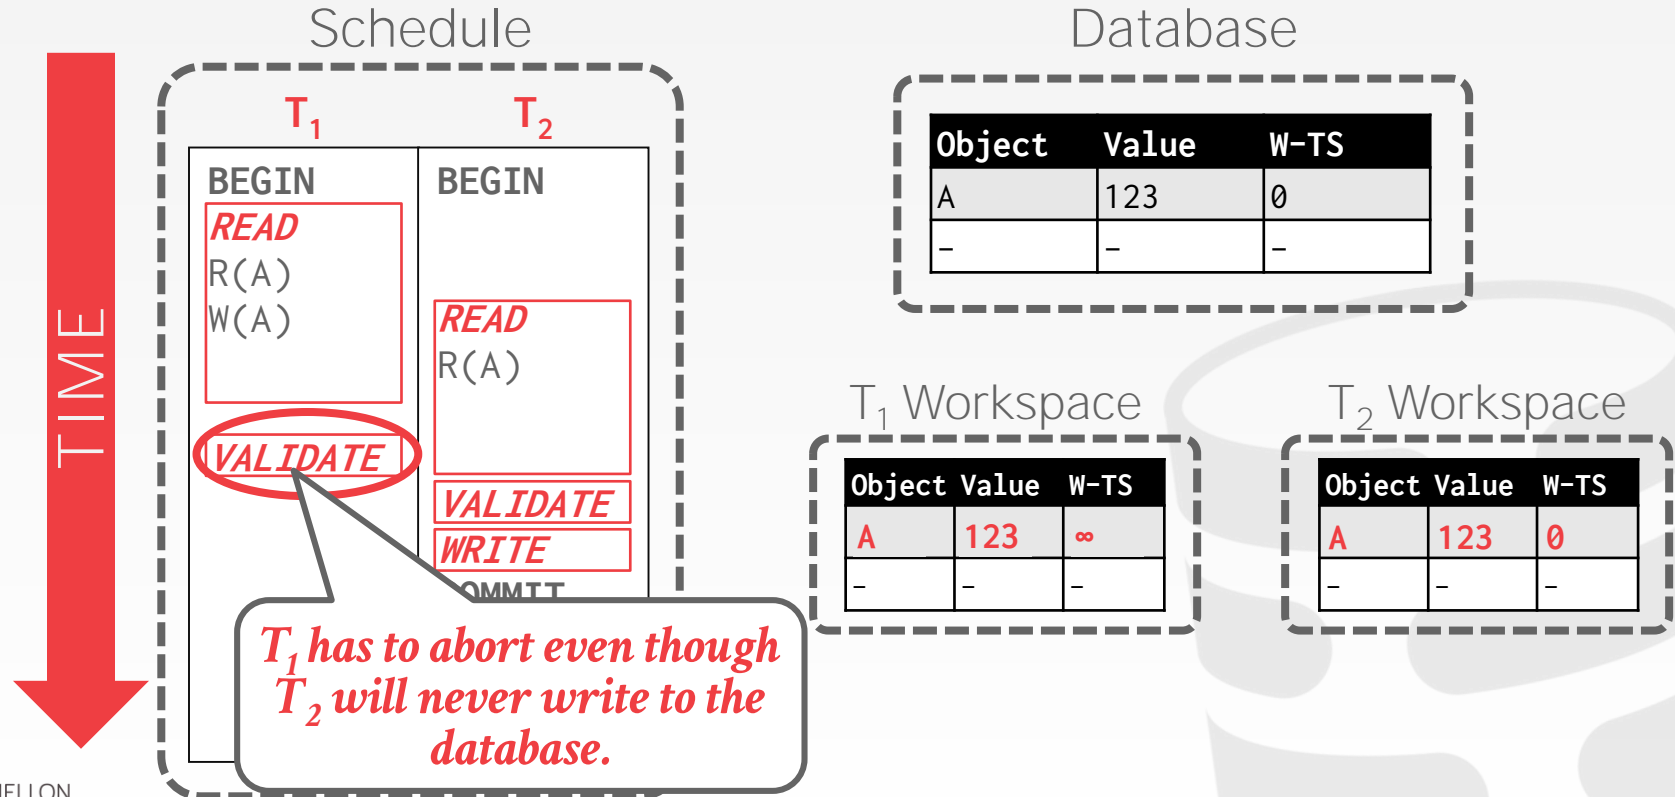 Schedule
Database
TIME
T₁ T₂
BEGIN BEGIN
READ
R(A)
W(A)
READ
R(A)
VALIDATE
VALIDATE
WRITE
OMMIT
T₁ has to abort even though
T₂ will never write to the
database.
Object Value W-TS
A 123 0
- - -
T₁ Workspace
Object Value W-TS
A 123 ∞
- - -
T₂ Workspace
Object Value W-TS
A 123 0
- - -